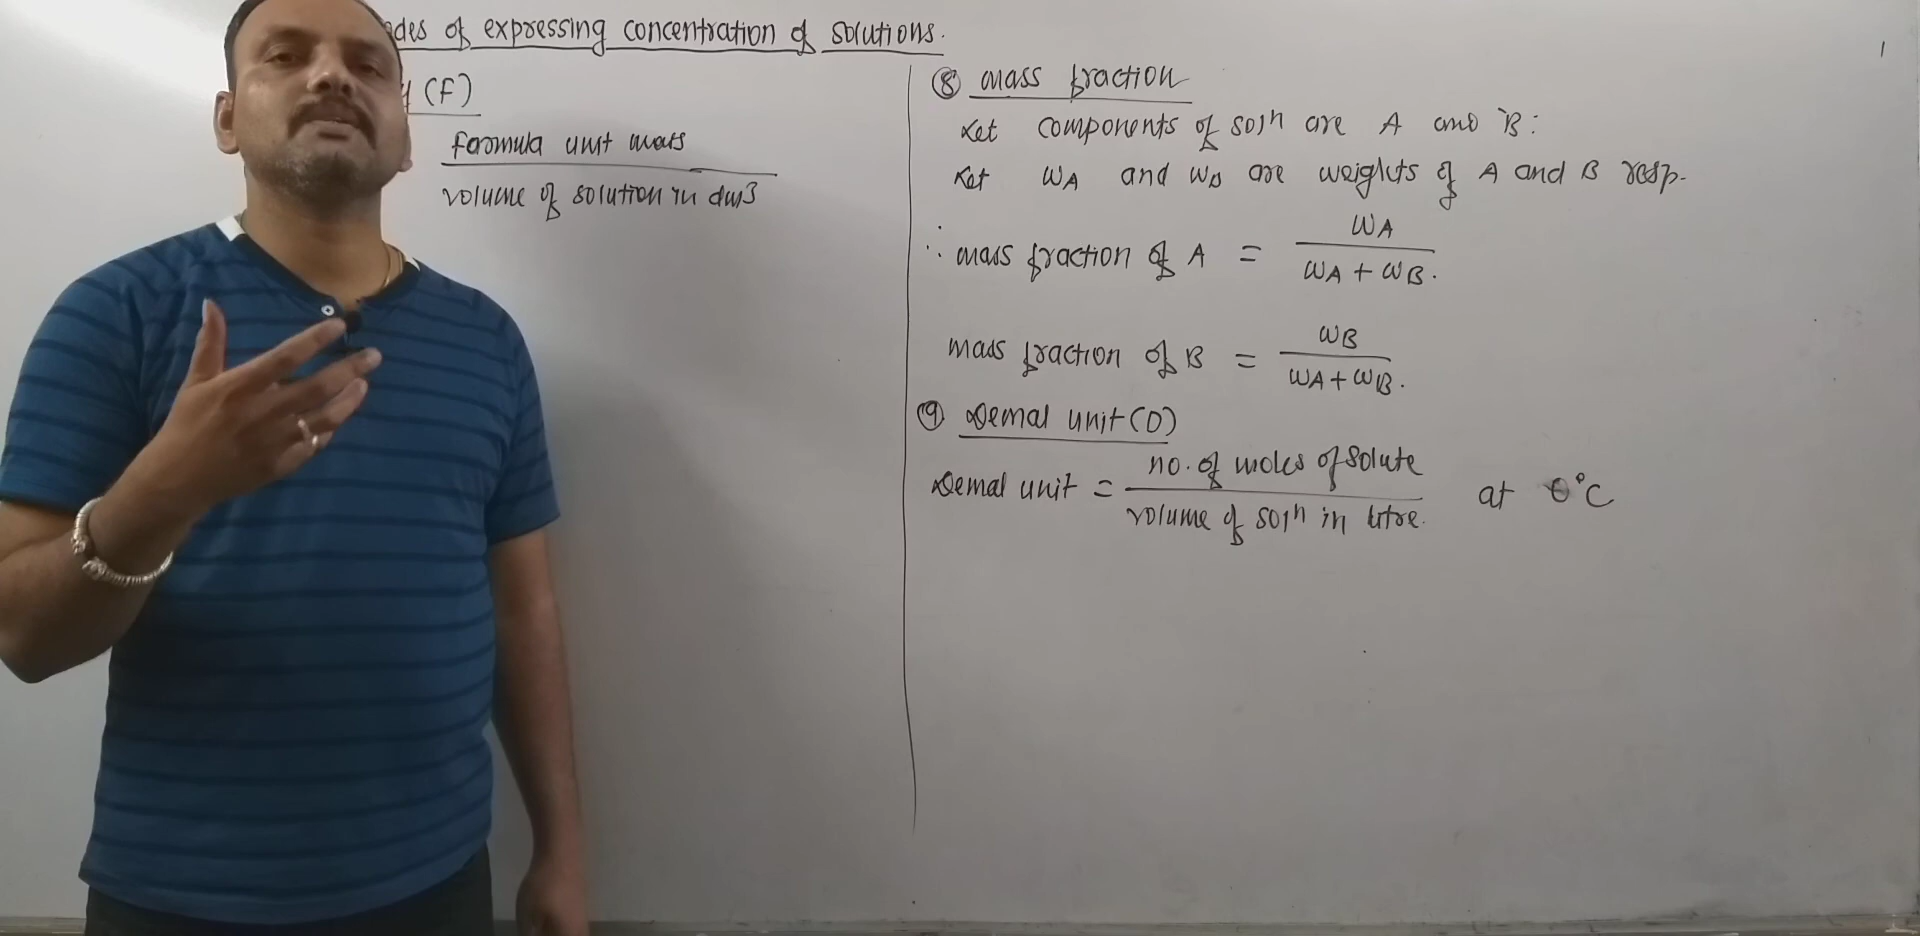 des of expressing concentration of solutions.
(F)
formula unit mass
volume of solution in dm3
1
⑧ mass fraction
Let components of soln are A and B:
Let WA and WB are weights of A and B resp.
∴ mass fraction of A = WA
WA + WB.
mass fraction of B = WB
WA + WB.
⑨ Demal unit (D)
Demal unit = no. of moles of solute at 0°C
volume of soln in litre.